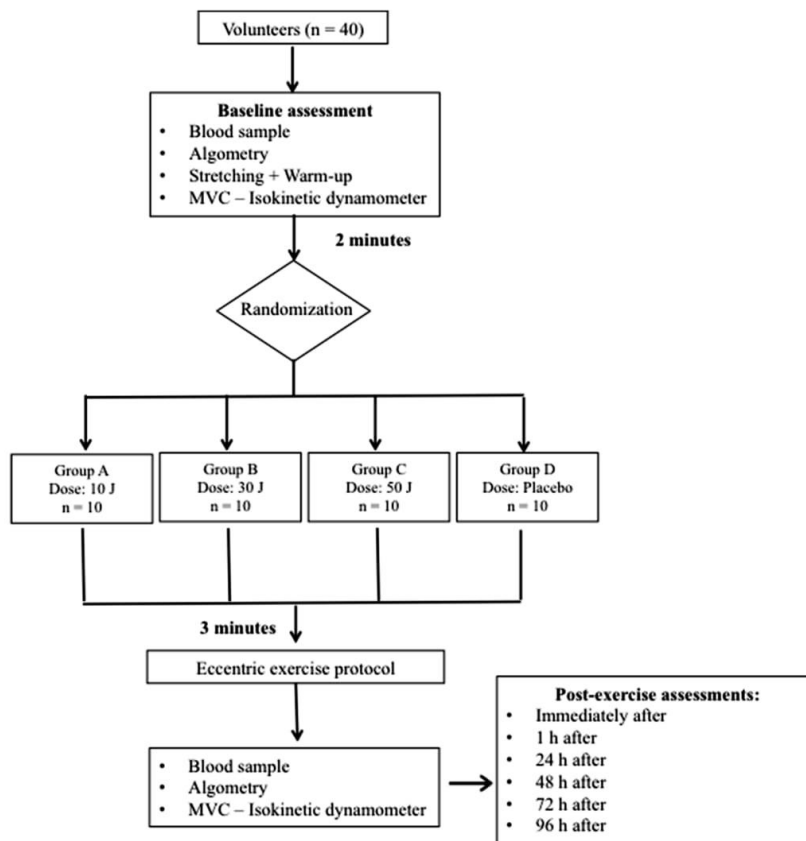 Volunteers (n = 40)
Baseline assessment
• Blood sample
• Algometry
• Stretching + Warm-up
• MVC – Isokinetic dynamometer
2 minutes
Randomization
Group A
Dose: 10 J
n = 10
Group B
Dose: 30 J
n = 10
Group C
Dose: 50 J
n = 10
Group D
Dose: Placebo
n = 10
3 minutes
Eccentric exercise protocol
• Blood sample
• Algometry
• MVC – Isokinetic dynamometer
Post-exercise assessments:
• Immediately after
• 1 h after
• 24 h after
• 48 h after
• 72 h after
• 96 h after